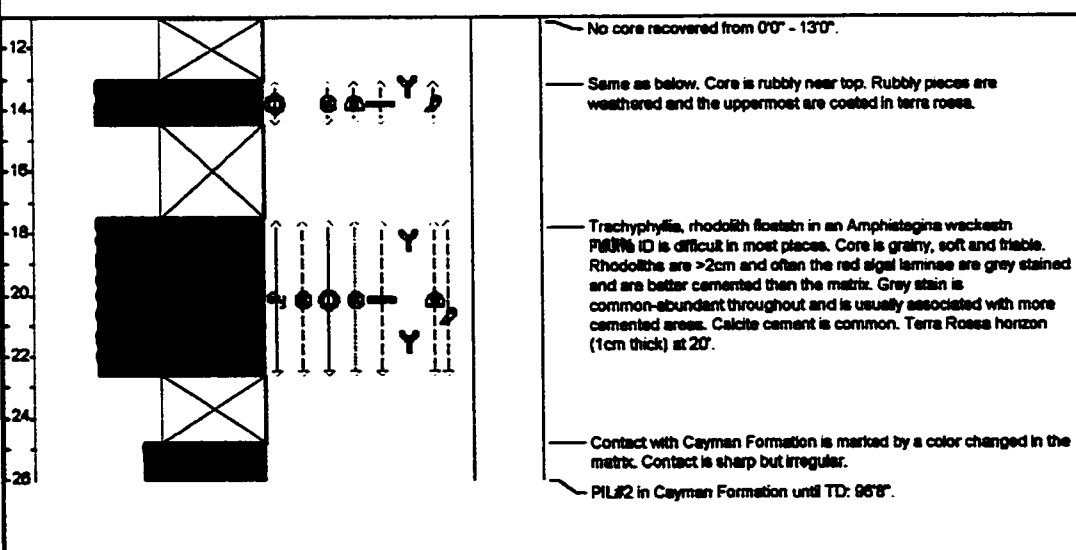 No core recovered from 0'0" - 13'0".
12
Same as below. Core is rubbly near top. Rubbly pieces are
weathered and the uppermost are coated in terra rossa.
14
16
Trachyphyllia, rhodolith floatstn in an Amphistegina wackestn
ID is difficult in most places. Core is grainy, soft and friable.
Rhodoliths are >2cm and often the red algal laminae are grey stained
and are better cemented than the matrix. Grey stain is
common-abundant throughout and is usually associated with more
cemented areas. Calcite cement is common. Terra Rossa horizon
(1cm thick) at 20'.
18
20
22
24
Contact with Cayman Formation is marked by a color changed in the
matrix. Contact is sharp but irregular.
26
PIL#2 in Cayman Formation until TD: 96'8".